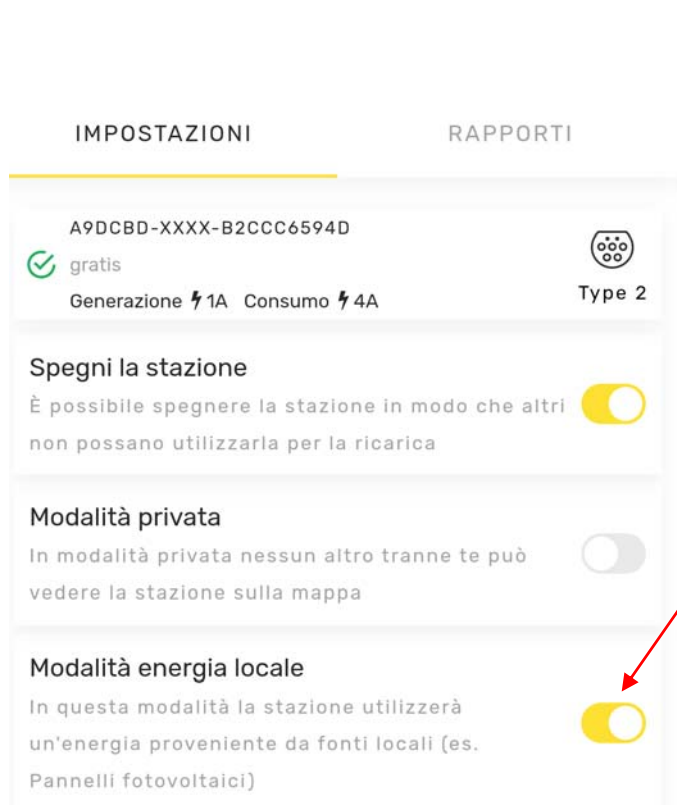 IMPOSTAZIONI RAPPORTI
A9DCBD-XXXX-B2CCC6594D
gratis
Generazione 1A Consumo 4A
Type 2
Spegni la stazione
È possibile spegnere la stazione in modo che altri
non possano utilizzarla per la ricarica
Modalità privata
In modalità privata nessun altro tranne te può
vedere la stazione sulla mappa
Modalità energia locale
In questa modalità la stazione utilizzerà
un'energia proveniente da fonti locali (es.
Pannelli fotovoltaici)